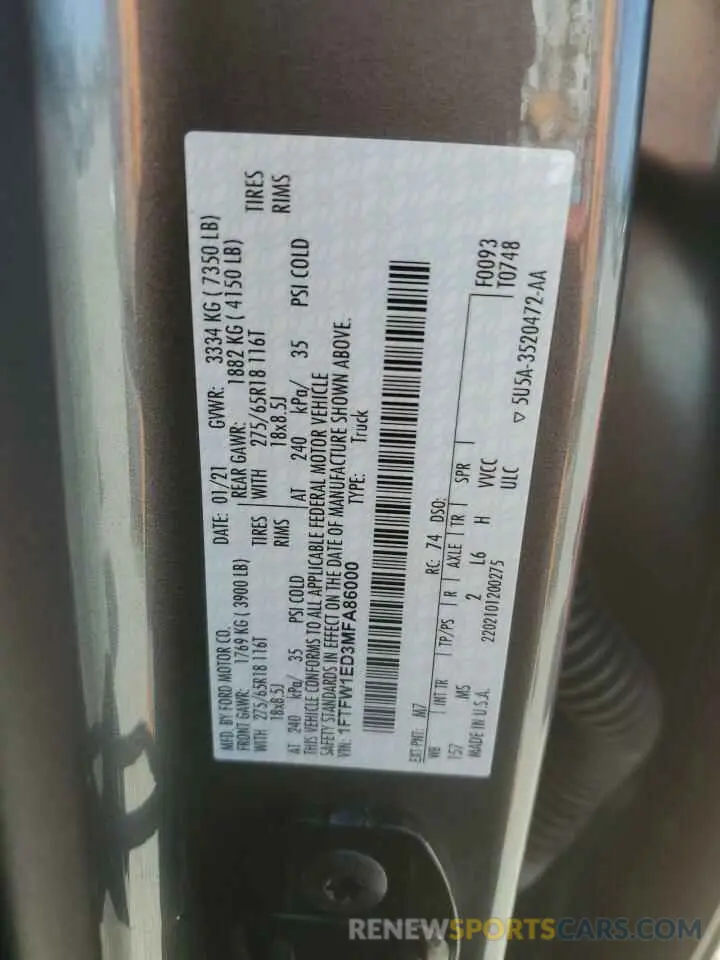 MFD. BY FORD MOTOR CO.
DATE: 01/21 GVWR: 3334 KG ( 7350 LB)
FRONT GAWR: 1769 KG ( 3900 LB) REAR GAWR: 1882 KG ( 4150 LB)
WITH 275/65R18 116T TIRES WITH 275/65R18 116T TIRES
18x8.5J RIMS 18x8.5J RIMS
AT 240 kPa/ 35 PSI COLD AT 240 kPa/ 35 PSI COLD
THIS VEHICLE CONFORMS TO ALL APPLICABLE FEDERAL MOTOR VEHICLE
SAFETY STANDARDS IN EFFECT ON THE DATE OF MANUFACTURE SHOWN ABOVE.
VIN: 1FTFW1ED3MFA86000 TYPE: Truck
EXT PNT: M7 RC: 74 DSO: F0093
WB INT TR TP/PS R AXLE TR SPR T0748
157 MS 2 L6 H VVCC
MADE IN U.S.A. 2202101200275 ULC ▽ 5U5A-3520472-AA
RENEWSPORTSCARS.COM